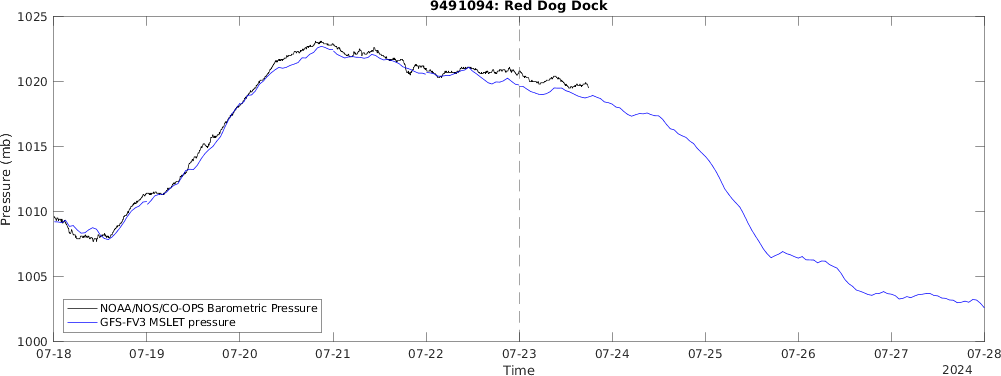 9491094: Red Dog Dock
Pressure (mb)
1025
1020
1015
1010
1005
1000
NOAA/NOS/CO-OPS Barometric Pressure
GFS-FV3 MSLET pressure
07-18 07-19 07-20 07-21 07-22 07-23 07-24 07-25 07-26 07-27 07-28
Time
2024